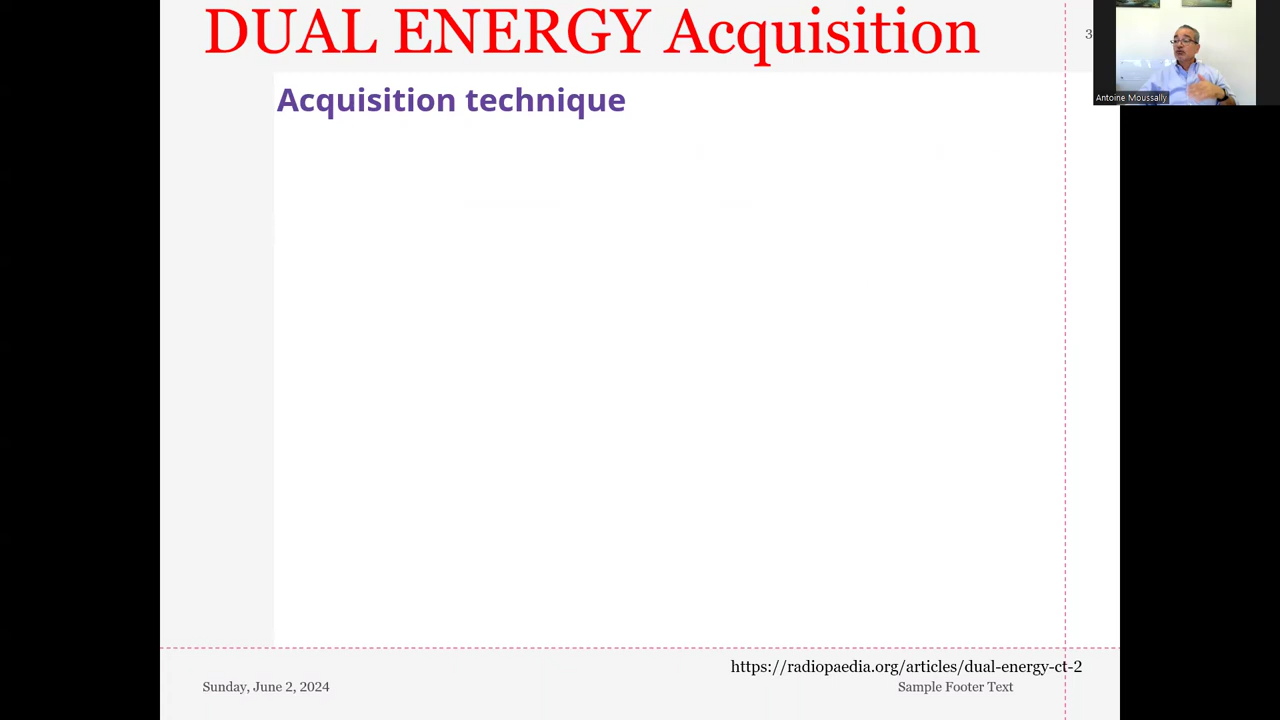 DUAL ENERGY Acquisition
3
Acquisition technique
Antoine Moussally
https://radiopaedia.org/articles/dual-energy-ct-2
Sunday, June 2, 2024
Sample Footer Text